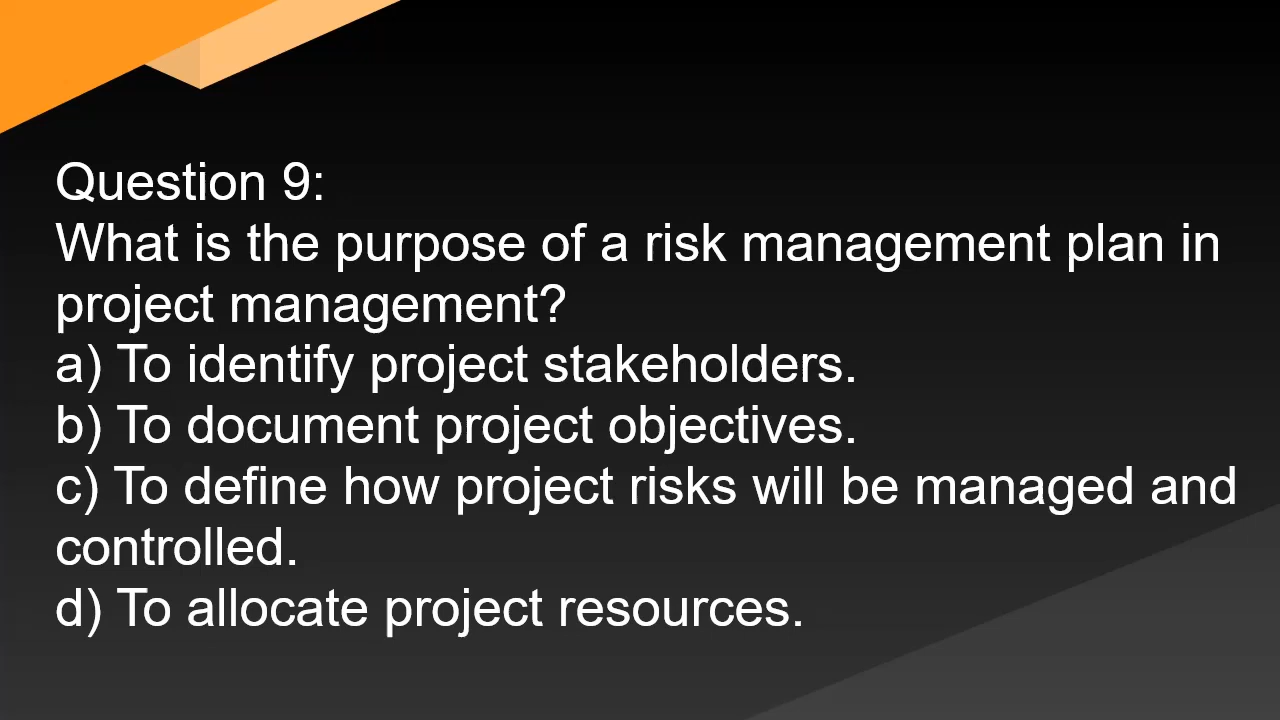 Question 9:
What is the purpose of a risk management plan in
project management?
a) To identify project stakeholders.
b) To document project objectives.
c) To define how project risks will be managed and
controlled.
d) To allocate project resources.